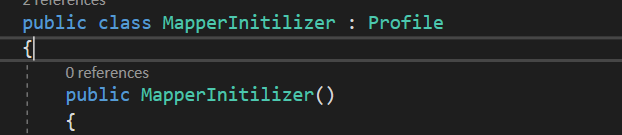 2 references
public class MapperInitilizer : Profile
{
0 references
public MapperInitilizer()
{